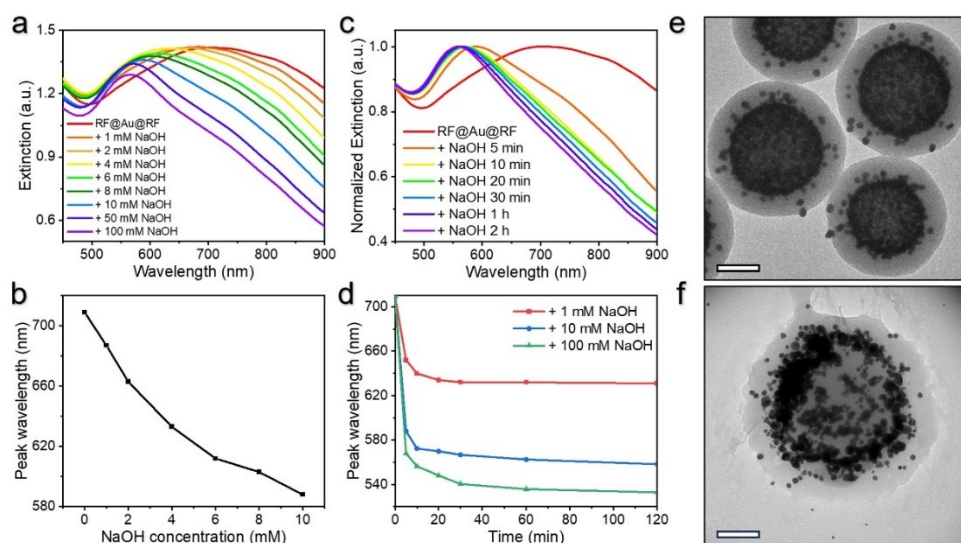 a
1.4
1.2
1.0
0.8
0.6
Extinction (a.u.)
RF@Au@RF
+ 1 mM NaOH
+ 2 mM NaOH
+ 4 mM NaOH
+ 6 mM NaOH
+ 8 mM NaOH
+ 10 mM NaOH
+ 50 mM NaOH
+ 100 mM NaOH
500 600 700 800 900
Wavelength (nm)
b
700
660
620
580
Peak wavelength (nm)
0 2 4 6 8 10
NaOH concentration (mM)
c
1.0
0.8
0.6
0.4
Normalized Extinction (a.u.)
RF@Au@RF
+ NaOH 5 min
+ NaOH 10 min
+ NaOH 20 min
+ NaOH 30 min
+ NaOH 1 h
+ NaOH 2 h
500 600 700 800 900
Wavelength (nm)
d
700
660
620
580
540
Peak wavelength (nm)
+ 1 mM NaOH
+ 10 mM NaOH
+ 100 mM NaOH
0 20 40 60 80 100 120
Time (min)
e
f